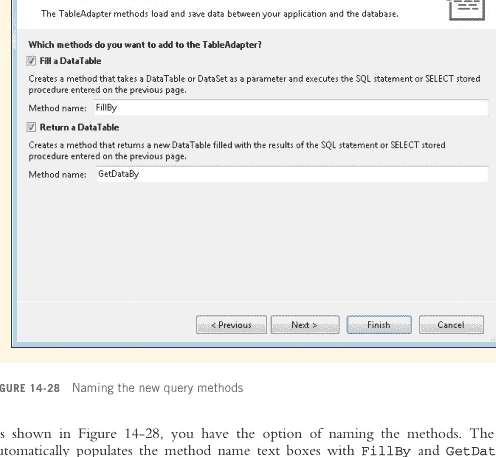 The TableAdapter methods load and save data between your application and the database.
Which methods do you want to add to the TableAdapter?
Fill a DataTable
Creates a method that takes a DataTable or DataSet as a parameter and executes the SQL statement or SELECT stored
procedure entered on the previous page.
Method name: FillBy
Return a DataTable
Creates a method that returns a new DataTable filled with the results of the SQL statement or SELECT stored
procedure entered on the previous page.
Method name: GetDataBy
< Previous Next > Finish Cancel
GURE 14-28 Naming the new query methods
s shown in Figure 14-28, you have the option of naming the methods. The
utomatically populates the method name text boxes with FillBy and GetDat